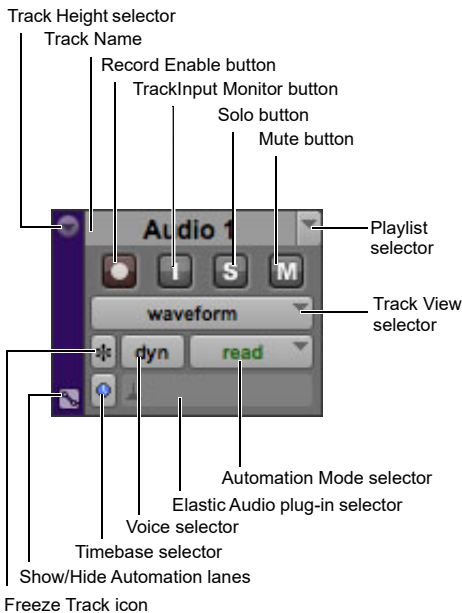 Track Height selector
Track Name
Record Enable button
TrackInput Monitor button
Solo button
Mute button
Audio 1
Playlist
selector
I S M
waveform
Track View
selector
dyn read
Automation Mode selector
Elastic Audio plug-in selector
Voice selector
Timebase selector
Show/Hide Automation lanes
Freeze Track icon